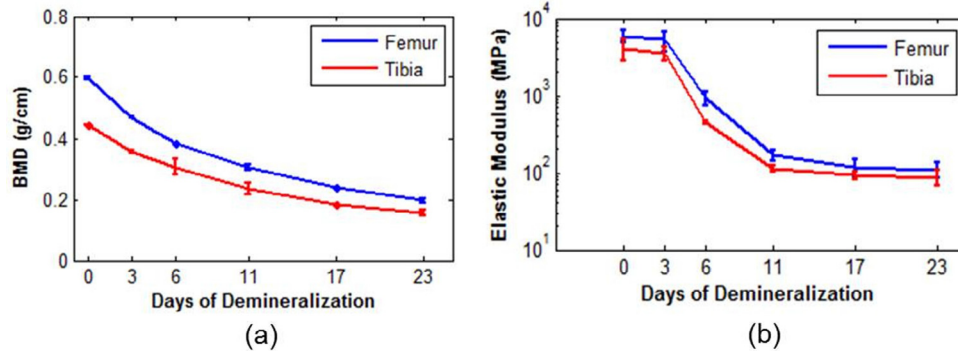 0.8
0.6
0.4
0.2
0
BMD (g/cm)
Femur
Tibia
0 3 6 11 17 23
Days of Demineralization
(a)
10^4
10^3
10^2
10^1
Elastic Modulus (MPa)
Femur
Tibia
0 3 6 11 17 23
Days of Demineralization
(b)